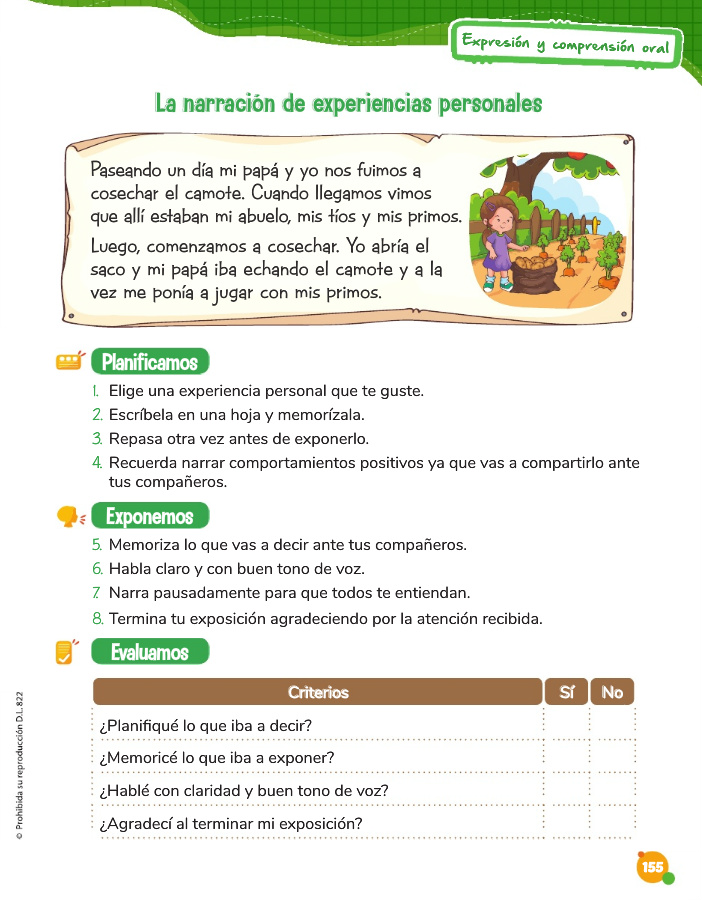 Expresión y comprensión oral
La narración de experiencias personales
Paseando un día mi papá y yo nos fuimos a
cosechar el camote. Cuando llegamos vimos
que allí estaban mi abuelo, mis tíos y mis primos.
Luego, comenzamos a cosechar. Yo abría el
saco y mi papá iba echando el camote y a la
vez me ponía a jugar con mis primos.
Planificamos
1. Elige una experiencia personal que te guste.
2. Escríbela en una hoja y memorízala.
3. Repasa otra vez antes de exponerlo.
4. Recuerda narrar comportamientos positivos ya que vas a compartirlo ante
tus compañeros.
Exponemos
5. Memoriza lo que vas a decir ante tus compañeros.
6. Habla claro y con buen tono de voz.
7. Narra pausadamente para que todos te entiendan.
8. Termina tu exposición agradeciendo por la atención recibida.
Evaluamos
Criterios Sí No
¿Planifiqué lo que iba a decir?
¿Memoricé lo que iba a exponer?
¿Hablé con claridad y buen tono de voz?
¿Agradecí al terminar mi exposición?
© Prohibida su reproducción D.L. 822
155